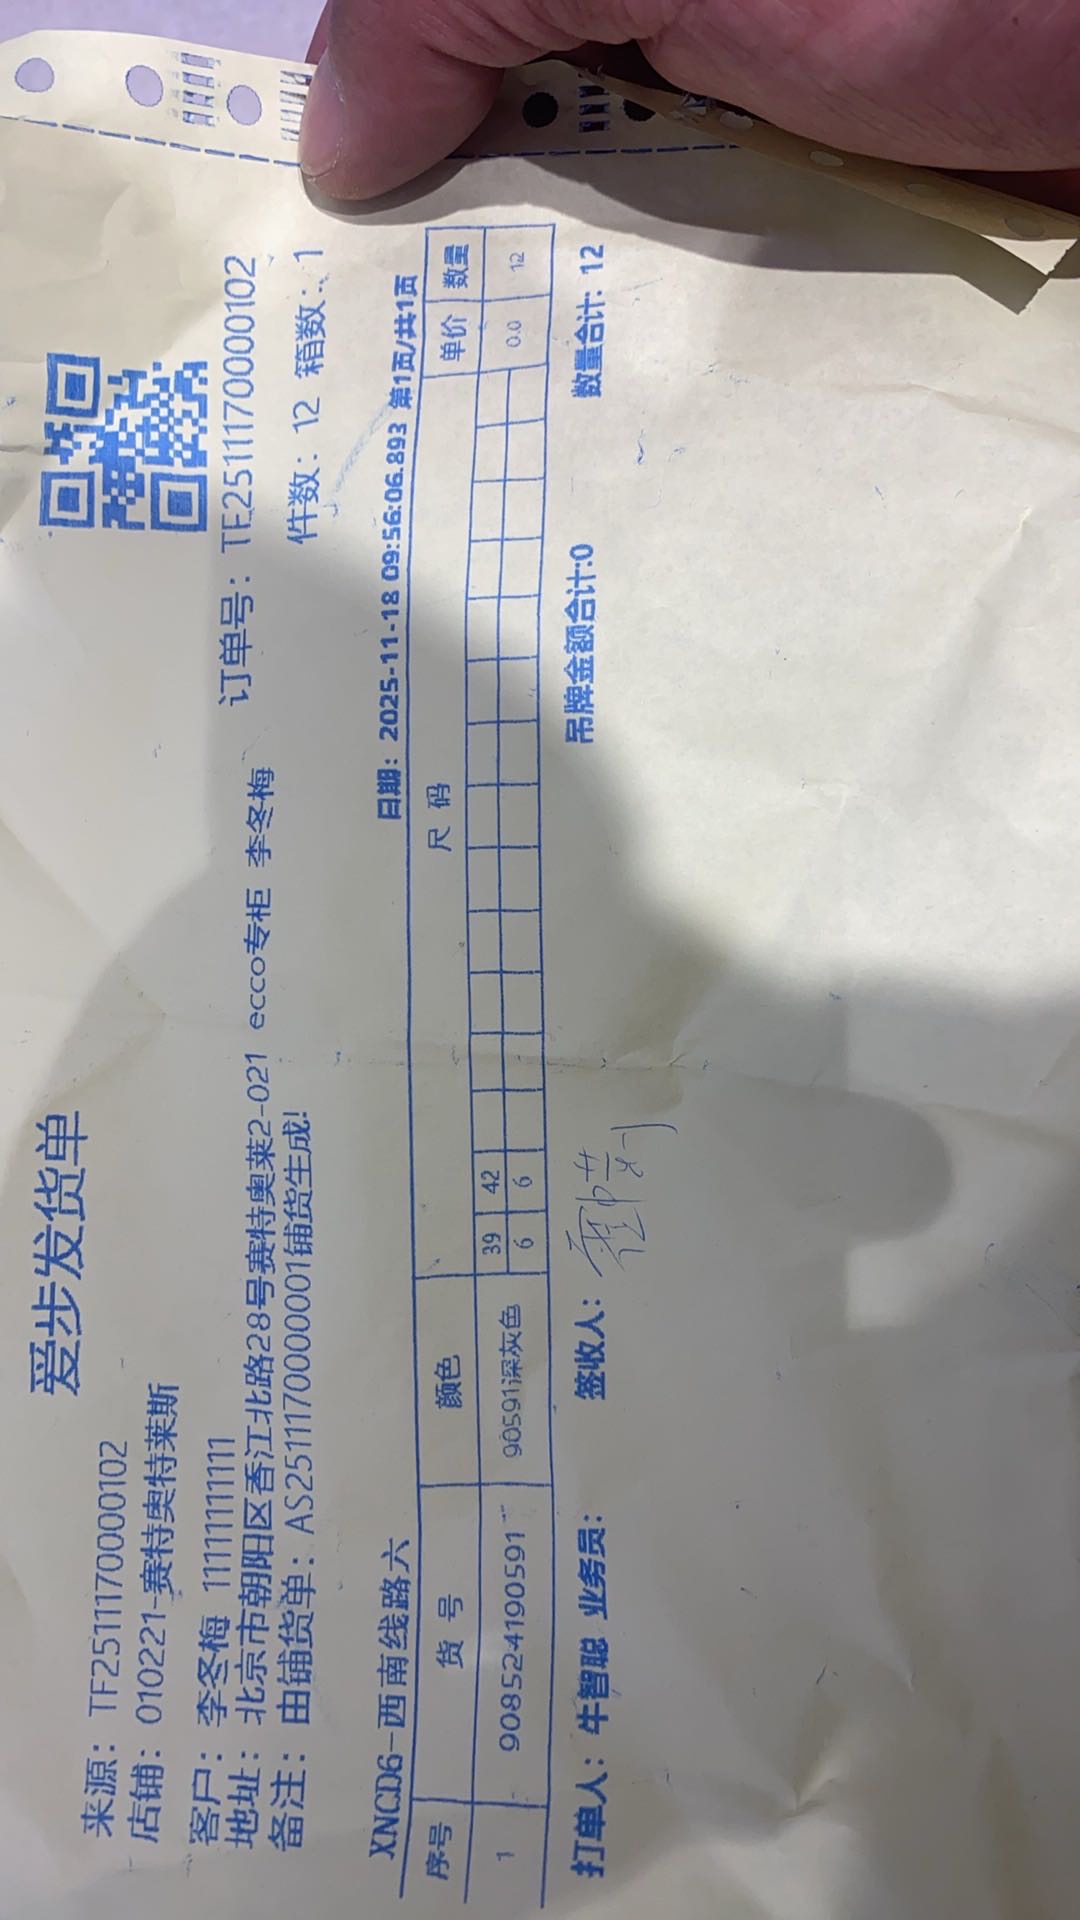 爱步发货单
来源：TF25111700001​02
店铺：010221-赛特奥特莱斯
客户：李冬梅 11111111111 订单号：TF2511170000102
地址：北京市朝阳区香江北路28号赛特奥莱2-021 ecco专柜 李冬梅
备注：由铺货单：AS2511170000001铺货生成! 件数：12 箱数：1
XNGD6-西南线路六 日期：2025-11-18 09:56:06.893 第1页/共1页
序号 货号 颜色 尺码 单价 数量
39 42
1 90852419​0591 90591深灰色 6 6 0.0 12
打单人：牛智聪 业务员： 签收人： 吊牌金额合计:0 数量合计：12